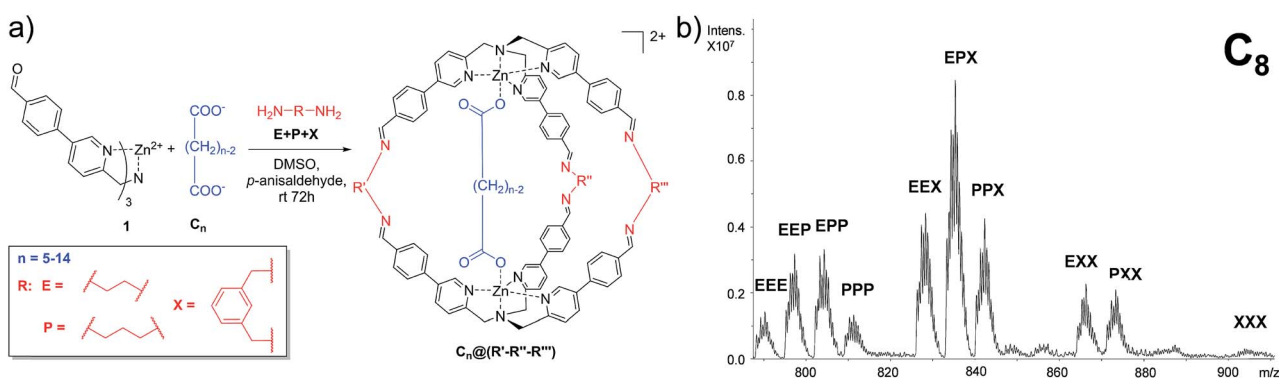 a)
O
1
Zn2+ +
N
N
)3
COO-
(CH2)n-2
COO-
Cn
H2N-R-NH2
E+P+X
DMSO,
p-anisaldehyde,
rt 72h
n = 5-14
R: E =
P =
X =
2+
N
Zn
N
N
N
O
O
N
N
N
R'
(CH2)n-2
R''
R'''
N
N
N
O
O
N
N
Zn
N
N
Cn@(R'-R''-R''')
b)
Intens.
X10⁷
C8
0.8
0.6
0.4
0.2
0.0
EEE
EEP
EPP
PPP
EEX
EPX
PPX
EXX
PXX
XXX
800
820
840
860
880
900
m/z